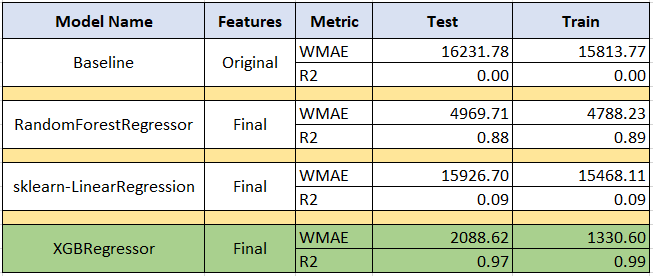 Model Name Features Metric Test Train
Baseline Original WMAE 16231.78 15813.77
R2 0.00 0.00
RandomForestRegressor Final WMAE 4969.71 4788.23
R2 0.88 0.89
sklearn-LinearRegression Final WMAE 15926.70 15468.11
R2 0.09 0.09
XGBRegressor Final WMAE 2088.62 1330.60
R2 0.97 0.99